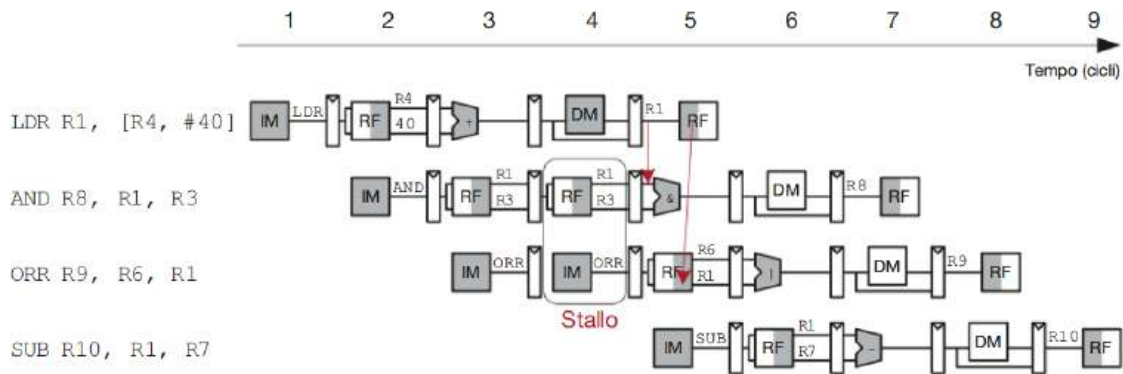 1 2 3 4 5 6 7 8 9
Tempo (cicli)
LDR R1, [R4, #40] IM LDR RF R4 40 + DM R1 RF
AND R8, R1, R3 IM AND RF R1 R3 RF R1 R3 & DM R8 RF
ORR R9, R6, R1 IM ORR IM ORR RF R6 R1 | DM R9 RF
Stallo
SUB R10, R1, R7 IM SUB RF R1 R7 - DM R10 RF